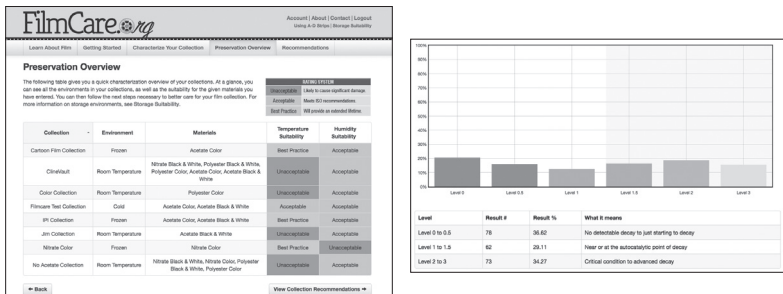 FilmCare.org
Account | About | Contact | Logout
Using A-D Strips | Storage Suitability
Learn About Film Getting Started Characterize Your Collection Preservation Overview Recommendations
Preservation Overview
The following table gives you a quick characterization overview of your collections. At a glance, you
can see all the environments in your collections, as well as the suitability for the given materials you
have entered. You can then follow the next steps necessary to better care for your film collection. For
more information on storage environments, see Storage Suitability.
RATING SYSTEM
Unacceptable Likely to cause significant damage.
Acceptable Meets ISO recommendations.
Best Practice Will provide an extended lifetime.
Collection Environment Materials Temperature Suitability Humidity Suitability
Cartoon Film Collection Frozen Acetate Color Best Practice Acceptable
CineVault Room Temperature Nitrate Black & White, Polyester Black & White,
Polyester Color, Acetate Color, Acetate Black &
White Unacceptable Acceptable
Color Collection Room Temperature Polyester Color Unacceptable Acceptable
Filmcare Test Collection Cold Acetate Color, Acetate Black & White Acceptable Acceptable
IPI Collection Frozen Acetate Color, Acetate Black & White Best Practice Acceptable
Jim Collection Room Temperature Acetate Black & White Unacceptable Acceptable
Nitrate Color Frozen Nitrate Color Best Practice Unacceptable
No Acetate Collection Room Temperature Nitrate Black & White, Nitrate Color, Polyester
Black & White, Polyester Color Unacceptable Acceptable
Back View Collection Recommendations
100%
90%
80%
70%
60%
50%
40%
30%
20%
10%
0%
Level 0 Level 0.5 Level 1 Level 1.5 Level 2 Level 3
Level Result # Result % What it means
Level 0 to 0.5 78 36.62 No detectable decay to just starting to decay
Level 1 to 1.5 62 29.11 Near or at the autocatalytic point of decay
Level 2 to 3 73 34.27 Critical condition to advanced decay